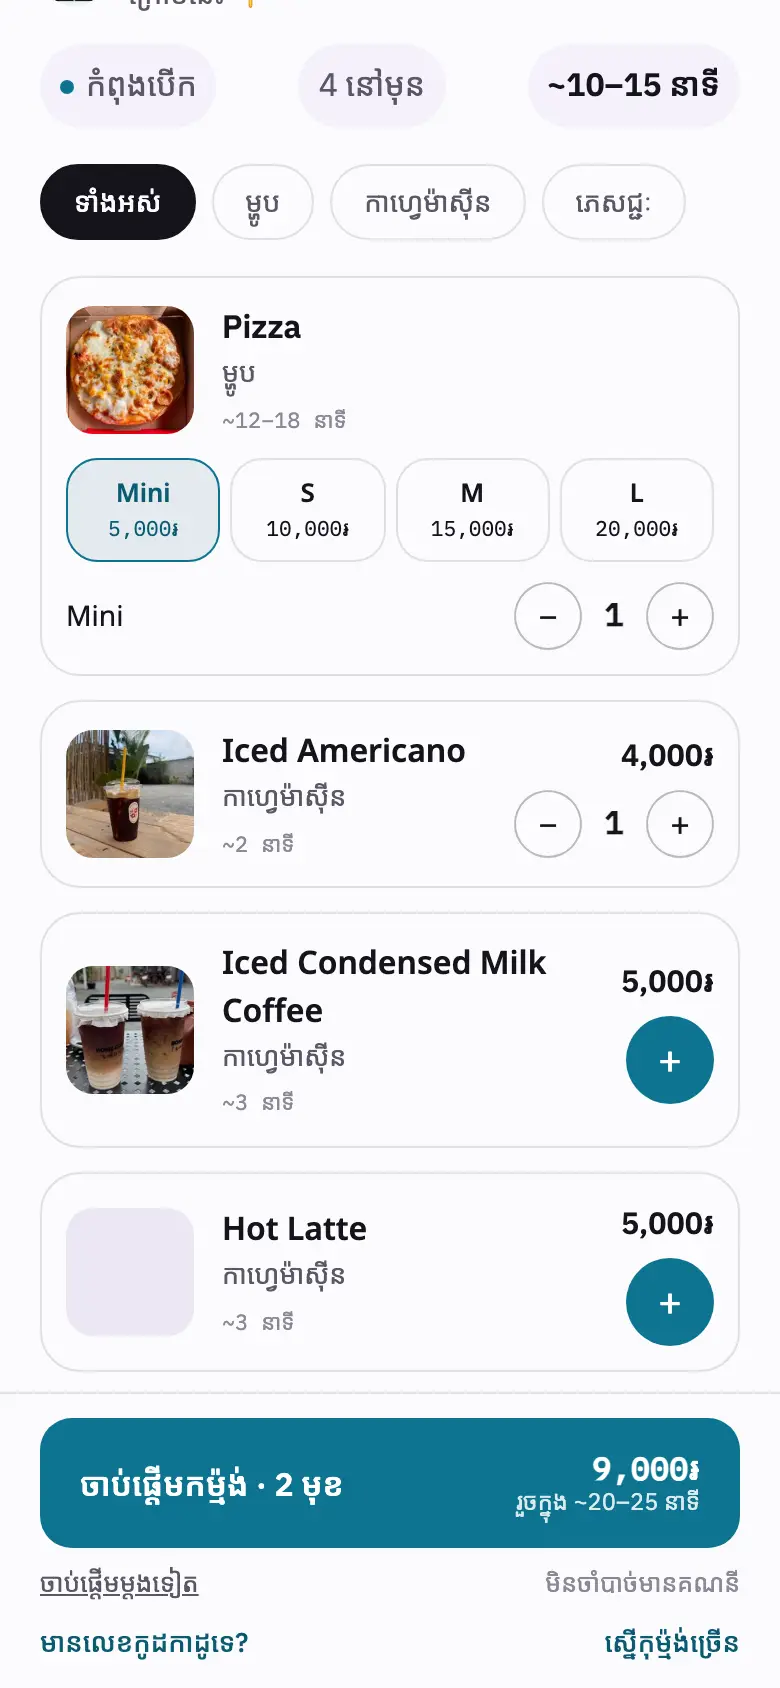 កំពុងបើក
4 នៅមុន
~10–15 នាទី
ទាំងអស់
ម្ហូប
កាហ្វេម៉ាស៊ីន
ភេសជ្ជៈ
Pizza
ម្ហូប
~12–18 នាទី
Mini
S
M
L
5,000៛
10,000៛
15,000៛
20,000៛
Mini
− 1 +
Iced Americano
4,000៛
កាហ្វេម៉ាស៊ីន
− 1 +
~2 នាទី
Iced Condensed Milk
Coffee
5,000៛
កាហ្វេម៉ាស៊ីន
+
~3 នាទី
Hot Latte
5,000៛
កាហ្វេម៉ាស៊ីន
+
~3 នាទី
ចាប់ផ្តើមកម្ម៉ង់ · 2 មុខ
9,000៛
រួចក្នុង ~20–25 នាទី
ចាប់ផ្តើមម្តងទៀត
មិនចាំបាច់មានគណនី
មានលេខកូដកាដូទេ?
ស្នើកុម្ម៉ង់ច្រើន